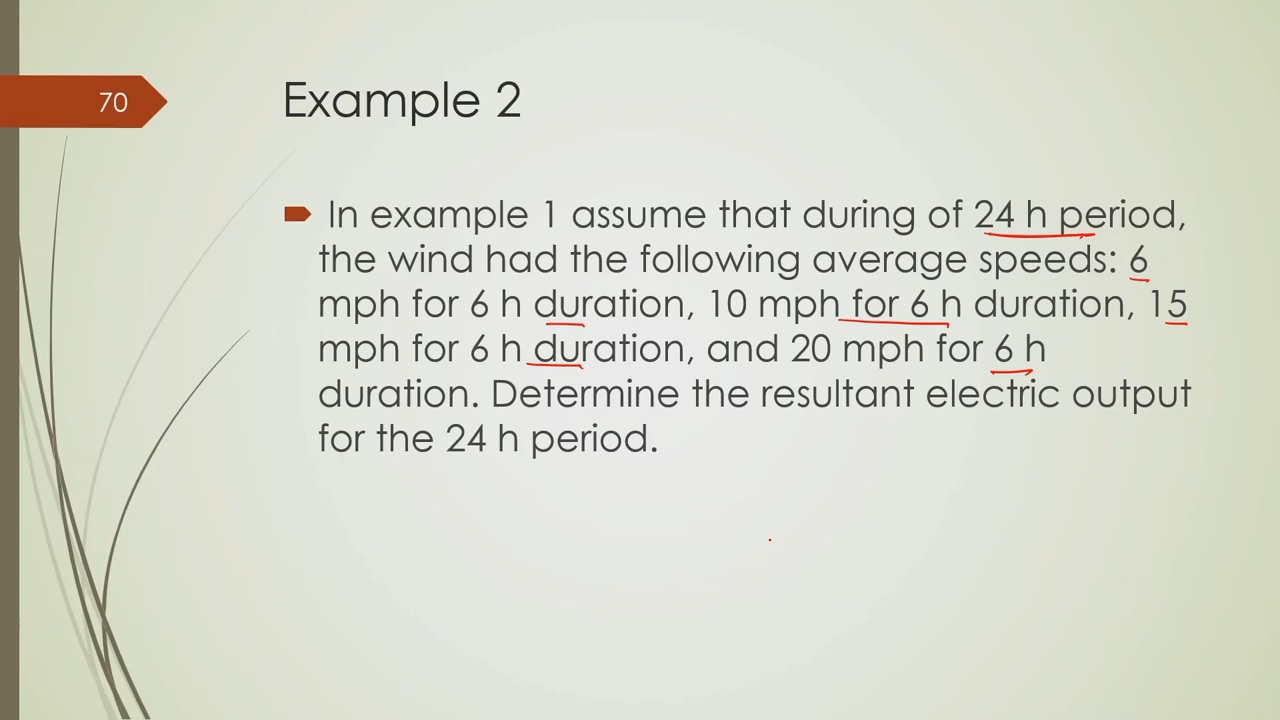 70
Example 2
In example 1 assume that during of 24 h period,
the wind had the following average speeds: 6
mph for 6 h duration, 10 mph for 6 h duration, 15
mph for 6 h duration, and 20 mph for 6 h
duration. Determine the resultant electric output
for the 24 h period.